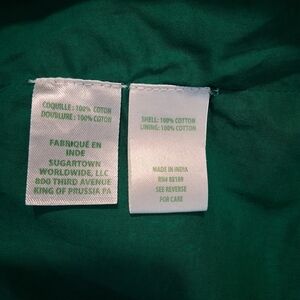 COQUILLE: 100% COTON
DOUBLURE: 100% COTON
FABRIQUÉ EN
INDE
SUGARTOWN
WORLDWIDE, LLC
800 THIRD AVENUE
KING OF PRUSSIA PA
SHELL: 100% COTTON
LINING: 100% COTTON
MADE IN INDIA
RN# 88189
SEE REVERSE
FOR CARE